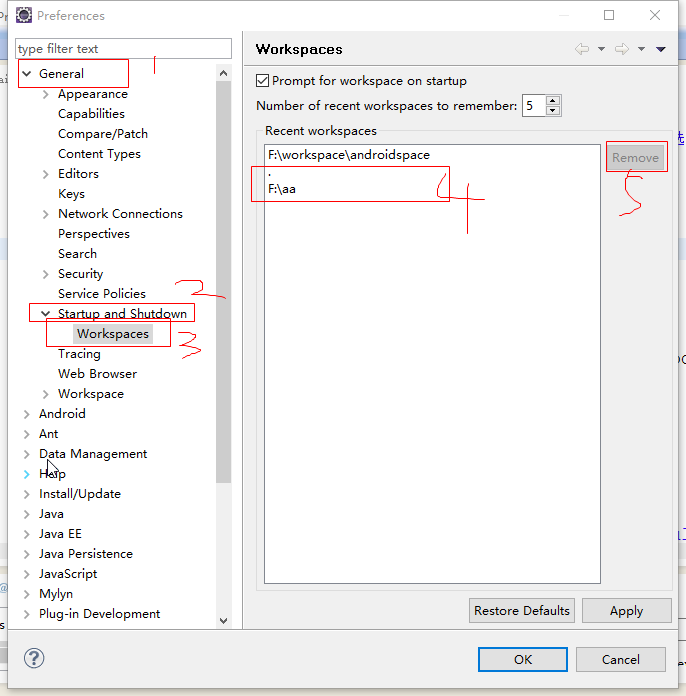 Preferences
type filter text
Workspaces
General
1
Appearance
Capabilities
Compare/Patch
Content Types
Editors
Keys
Network Connections
Perspectives
Search
Security
Service Policies
2
Startup and Shutdown
Workspaces
3
Tracing
Web Browser
Workspace
Android
Ant
Data Management
Help
Install/Update
Java
Java EE
Java Persistence
JavaScript
Mylyn
Plug-in Development
Prompt for workspace on startup
Number of recent workspaces to remember: 5
Recent workspaces
F:\workspace\androidspace
.
F:\aa
4
Remove
5
Restore Defaults
Apply
?
OK
Cancel